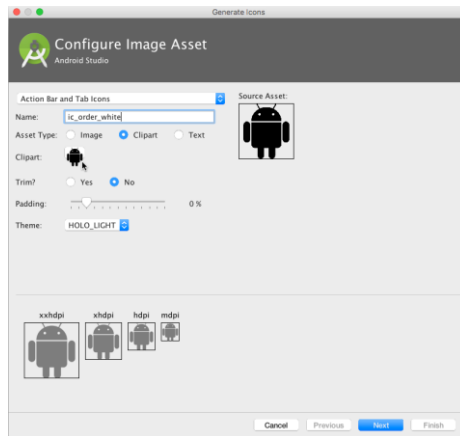 Generate Icons
Configure Image Asset
Android Studio
Action Bar and Tab Icons
Source Asset:
Name: ic_order_white
Asset Type: Image Clipart Text
Clipart:
Trim? Yes No
Padding: 0 %
Theme: HOLO_LIGHT
xxhdpi xhdpi hdpi mdpi
Cancel Previous Next Finish